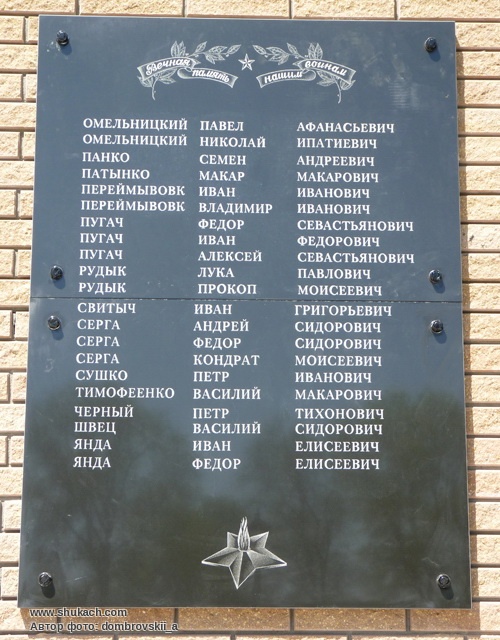 Вечная память нашим воинам
ОМЕЛЬНИЦКИЙ ПАВЕЛ АФАНАСЬЕВИЧ
ОМЕЛЬНИЦКИЙ НИКОЛАЙ ИПАТИЕВИЧ
ПАНКО СЕМЕН АНДРЕЕВИЧ
ПАТЫНКО МАКАР МАКАРОВИЧ
ПЕРЕЙМЫВОВК ИВАН ИВАНОВИЧ
ПЕРЕЙМЫВОВК ВЛАДИМИР ИВАНОВИЧ
ПУГАЧ ФЕДОР СЕВАСТЬЯНОВИЧ
ПУГАЧ ИВАН ФЕДОРОВИЧ
ПУГАЧ АЛЕКСЕЙ СЕВАСТЬЯНОВИЧ
РУДЫК ЛУКА ПАВЛОВИЧ
РУДЫК ПРОКОП МОИСЕЕВИЧ
СВИТЫЧ ИВАН ГРИГОРЬЕВИЧ
СЕРГА АНДРЕЙ СИДОРОВИЧ
СЕРГА ФЕДОР СИДОРОВИЧ
СЕРГА КОНДРАТ МОИСЕЕВИЧ
СУШКО ПЕТР ИВАНОВИЧ
ТИМОФЕЕНКО ВАСИЛИЙ МАКАРОВИЧ
ЧЕРНЫЙ ПЕТР ТИХОНОВИЧ
ШВЕЦ ВАСИЛИЙ СИДОРОВИЧ
ЯНДА ИВАН ЕЛИСЕЕВИЧ
ЯНДА ФЕДОР ЕЛИСЕЕВИЧ
www.shukach.com
Автор фото: dombrovskii_a